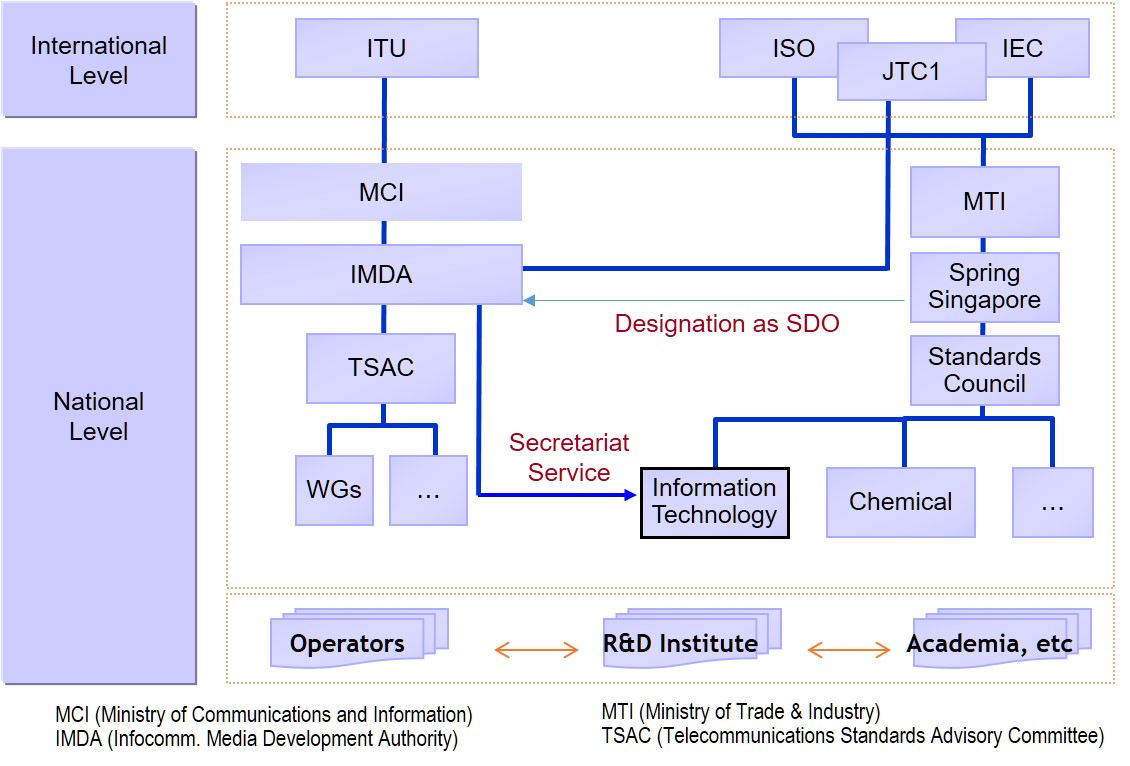 International
Level
ITU
ISO
JTC1
IEC
National
Level
MCI
IMDA
TSAC
WGs
…
MTI
Spring
Singapore
Designation as SDO
Standards
Council
Secretariat
Service
Information
Technology
Chemical
…
Operators
R&D Institute
Academia, etc
MCI (Ministry of Communications and Information)
IMDA (Infocomm. Media Development Authority)
MTI (Ministry of Trade & Industry)
TSAC (Telecommunications Standards Advisory Committee)